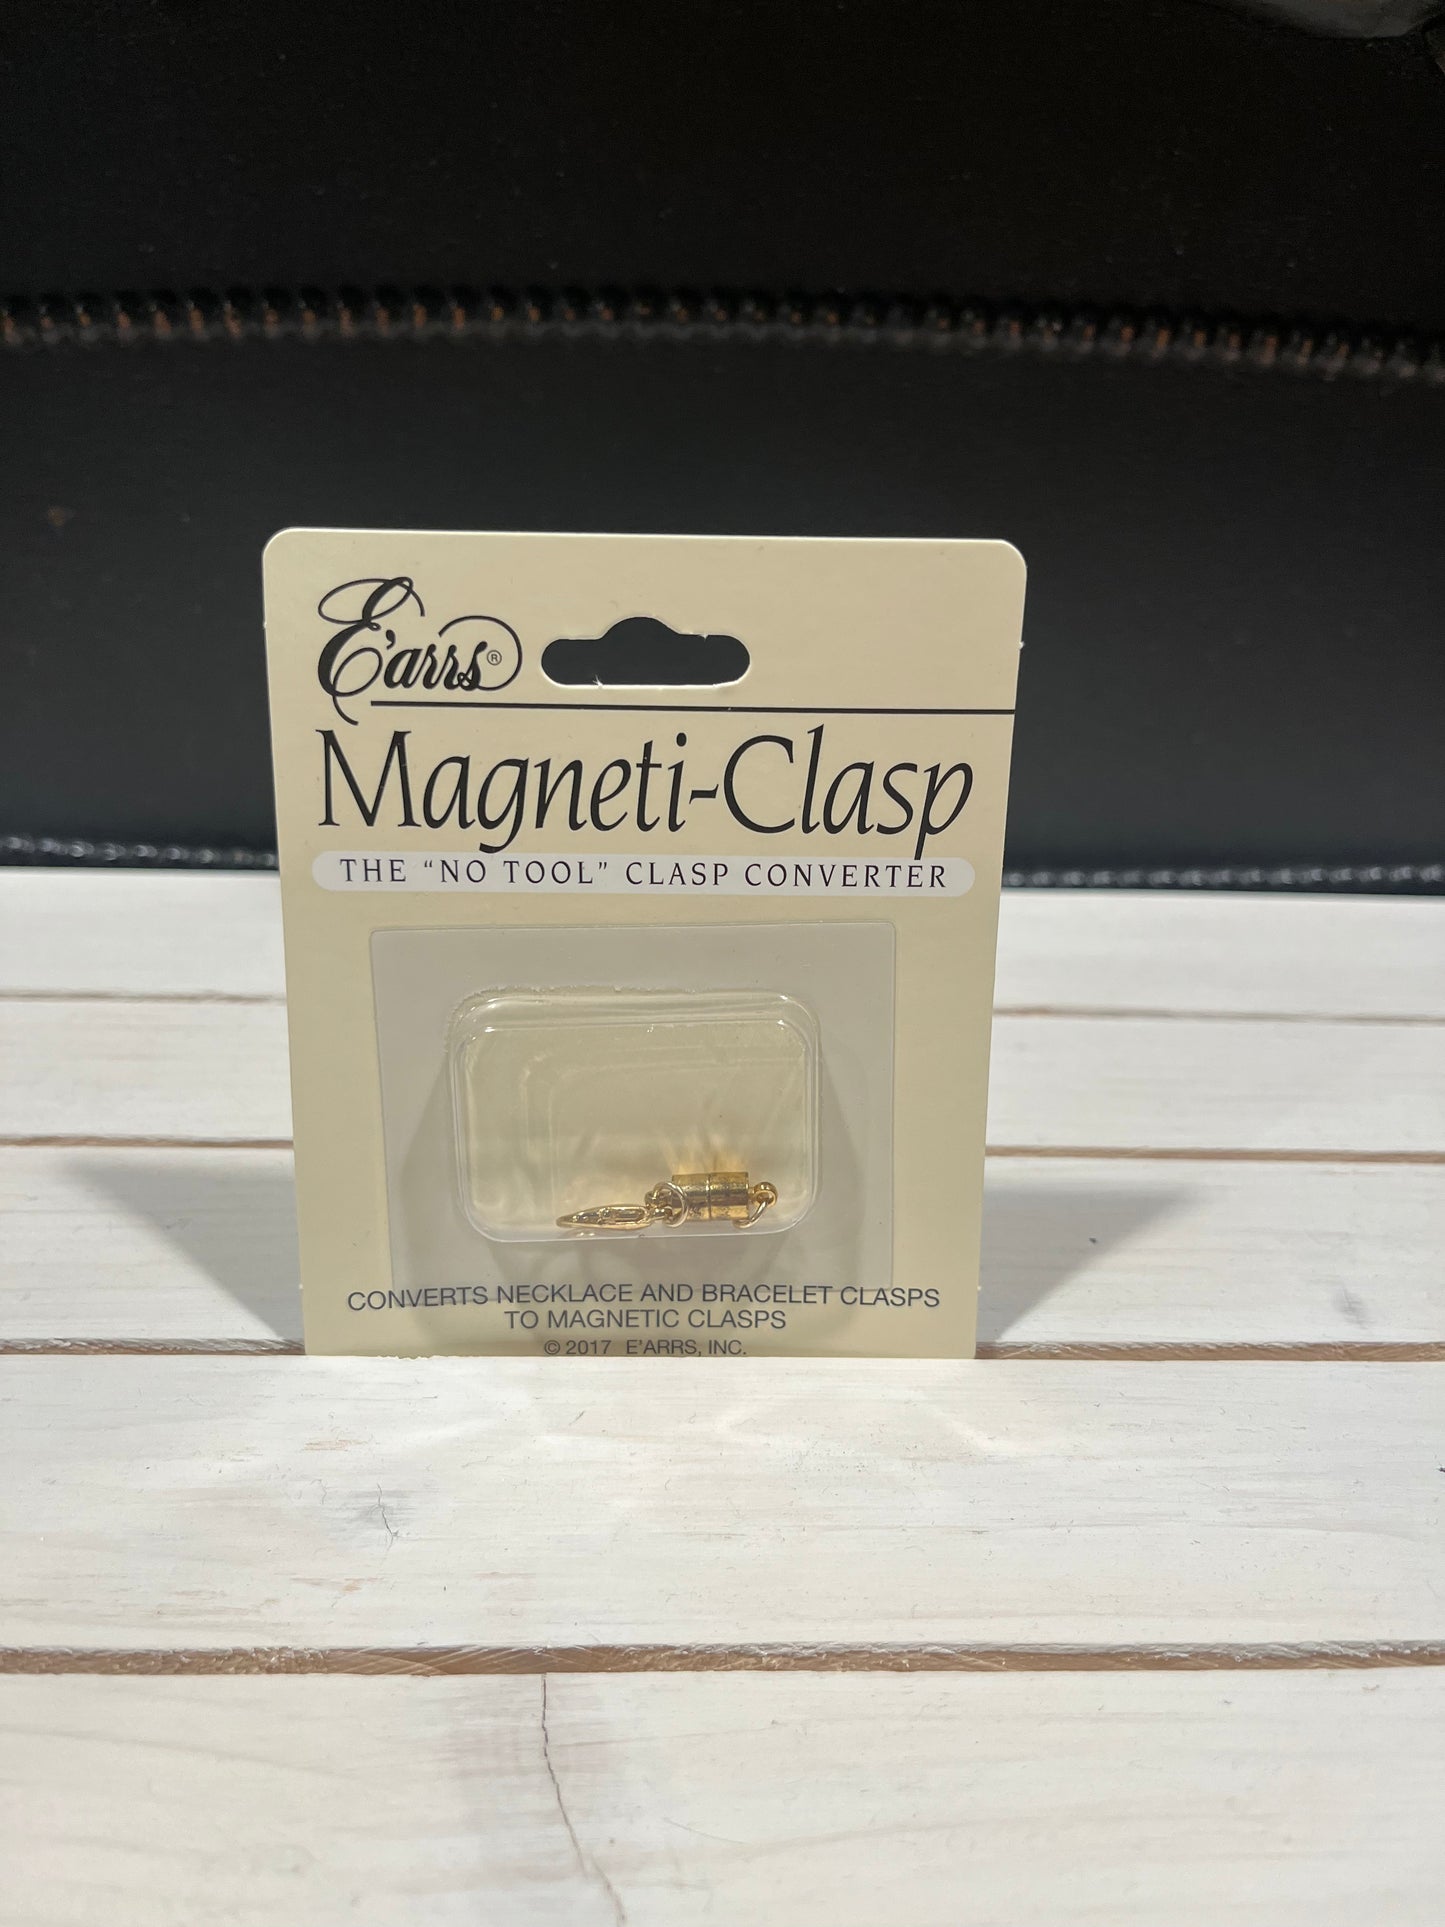 E'arrs®
Magneti-Clasp
THE “NO TOOL” CLASP CONVERTER
CONVERTS NECKLACE AND BRACELET CLASPS
TO MAGNETIC CLASPS
© 2017 E'ARRS, INC.